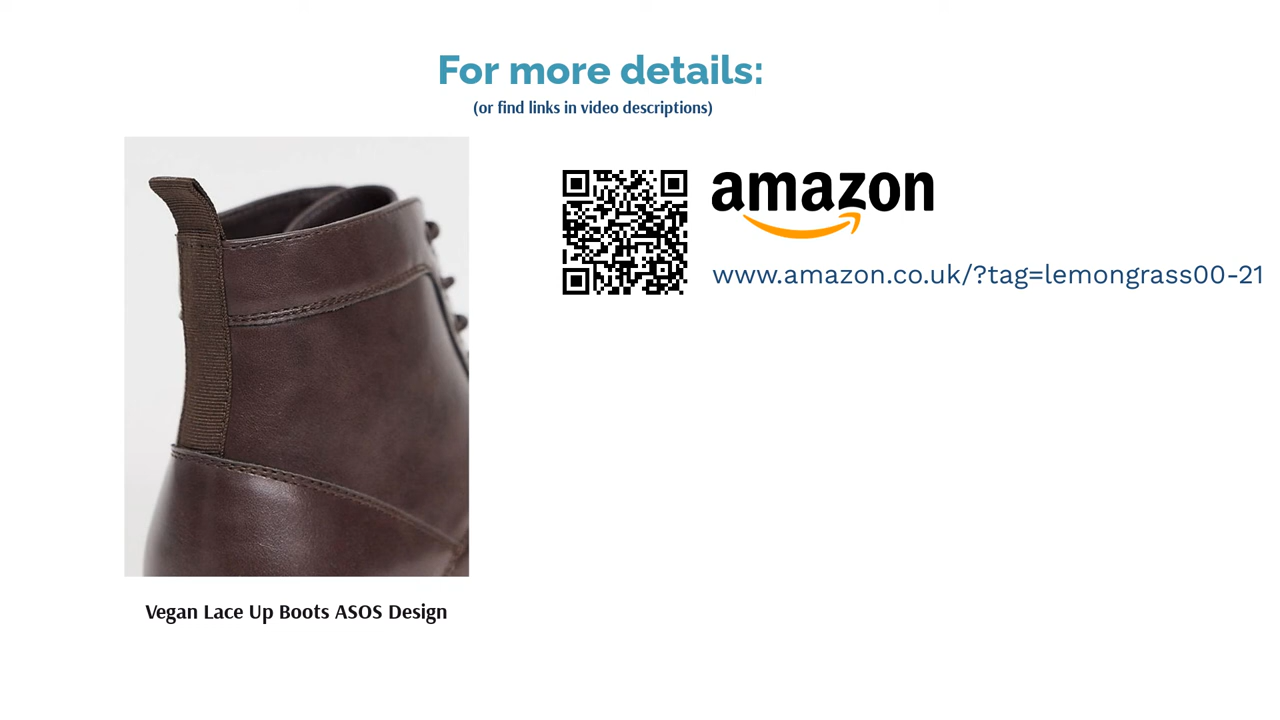 For more details:
(or find links in video descriptions)
amazon
www.amazon.co.uk/?tag=lemongrass00-21
Vegan Lace Up Boots ASOS Design